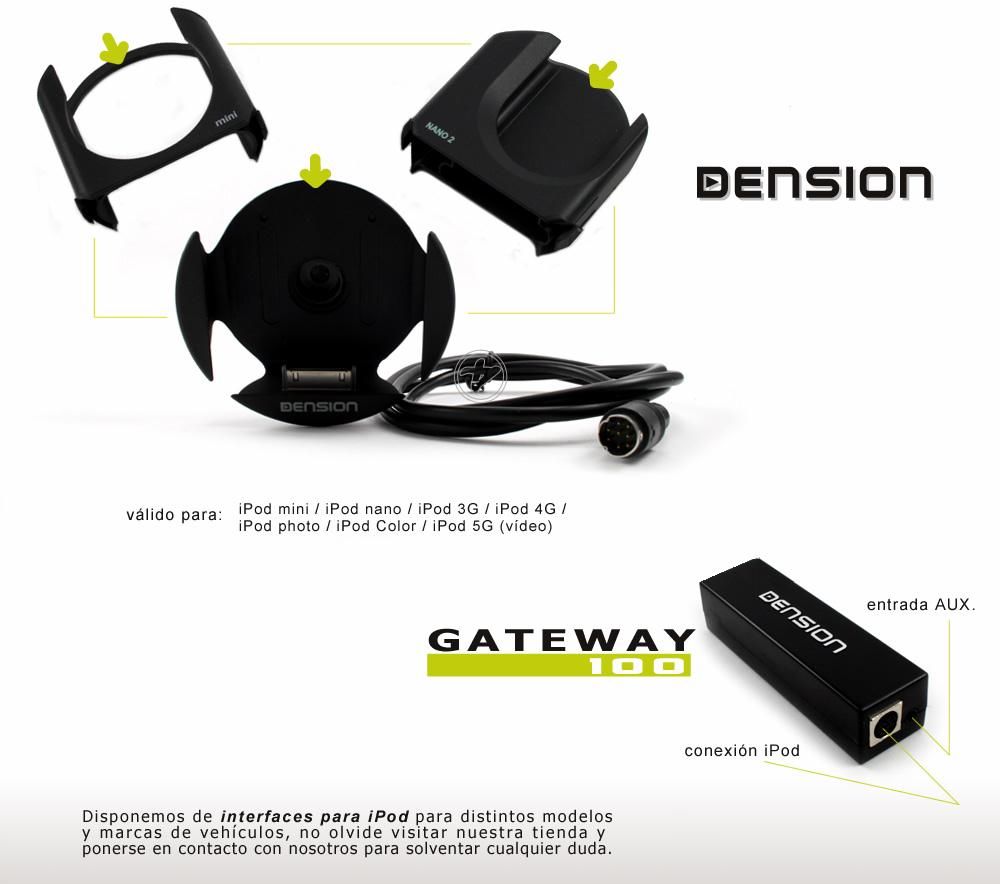 mini
NANO 2
DENSION
DENSION
válido para: iPod mini / iPod nano / iPod 3G / iPod 4G /
iPod photo / iPod Color / iPod 5G (vídeo)
DENSION
entrada AUX.
GATEWAY
100
conexión iPod
Disponemos de interfaces para iPod para distintos modelos
y marcas de vehículos, no olvide visitar nuestra tienda y
ponerse en contacto con nosotros para solventar cualquier duda.